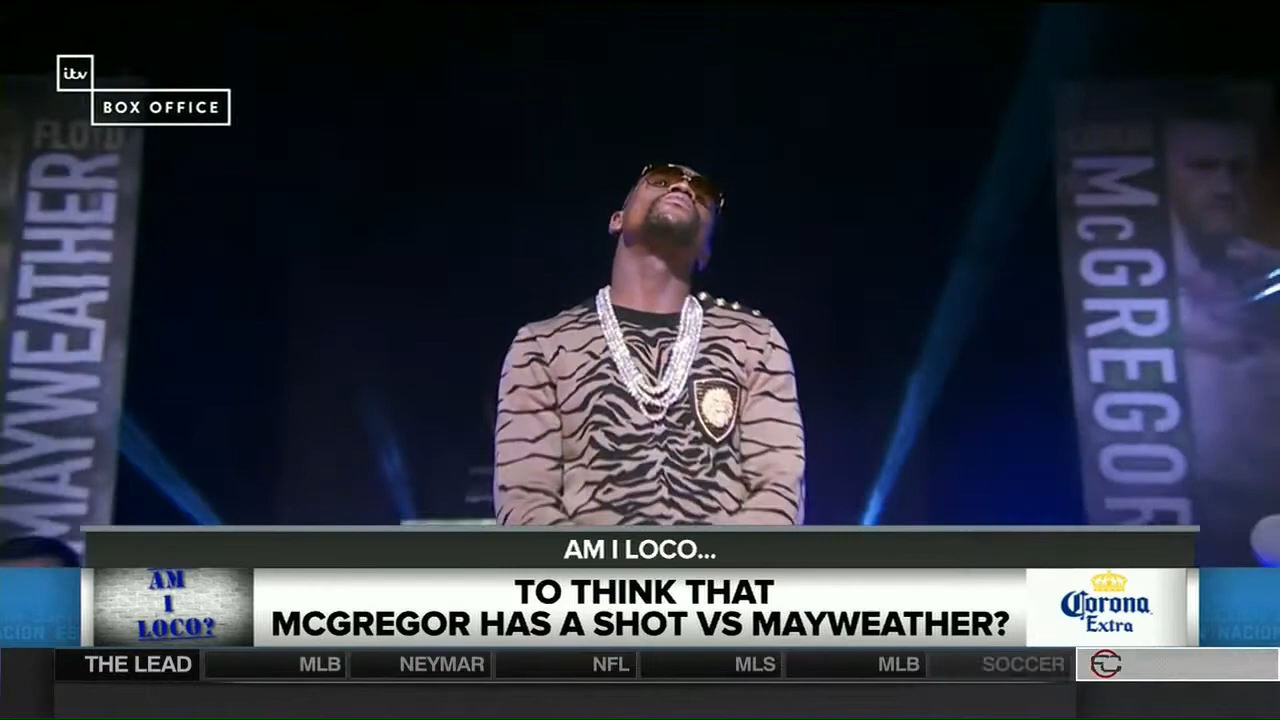 itv
BOX OFFICE
FLOYD
MAYWEATHER
McGREGOR
AM I LOCO...
AM
I
LOCO?
TO THINK THAT
MCGREGOR HAS A SHOT VS MAYWEATHER?
Corona
Extra
THE LEAD
MLB
NEYMAR
NFL
MLS
MLB
SOCCER
FC